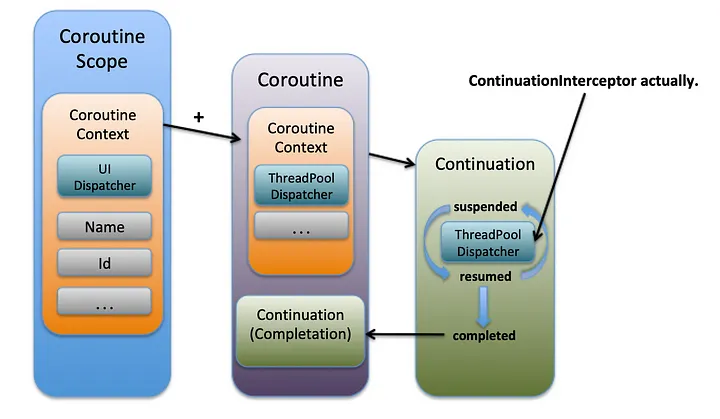 Coroutine
Scope
Coroutine
Context
UI
Dispatcher
Name
Id
...
+
Coroutine
Coroutine
Context
ThreadPool
Dispatcher
...
Continuation
(Completation)
ContinuationInterceptor actually.
Continuation
suspended
ThreadPool
Dispatcher
resumed
completed